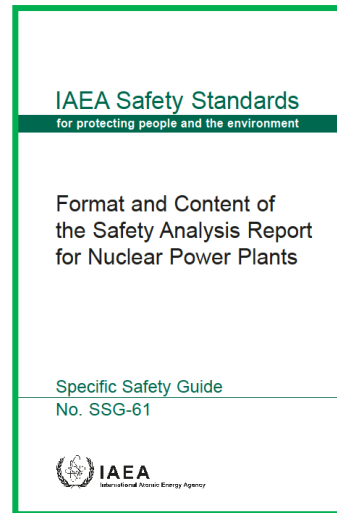 IAEA Safety Standards
for protecting people and the environment
Format and Content of
the Safety Analysis Report
for Nuclear Power Plants
Specific Safety Guide
No. SSG-61
IAEA
International Atomic Energy Agency